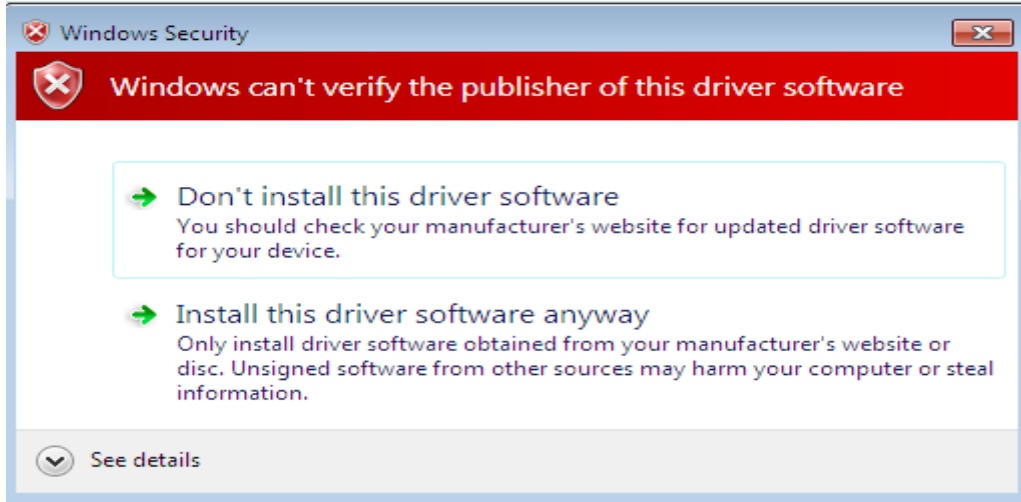 Windows Security
Windows can't verify the publisher of this driver software
Don't install this driver software
You should check your manufacturer's website for updated driver software
for your device.
Install this driver software anyway
Only install driver software obtained from your manufacturer's website or
disc. Unsigned software from other sources may harm your computer or steal
information.
See details